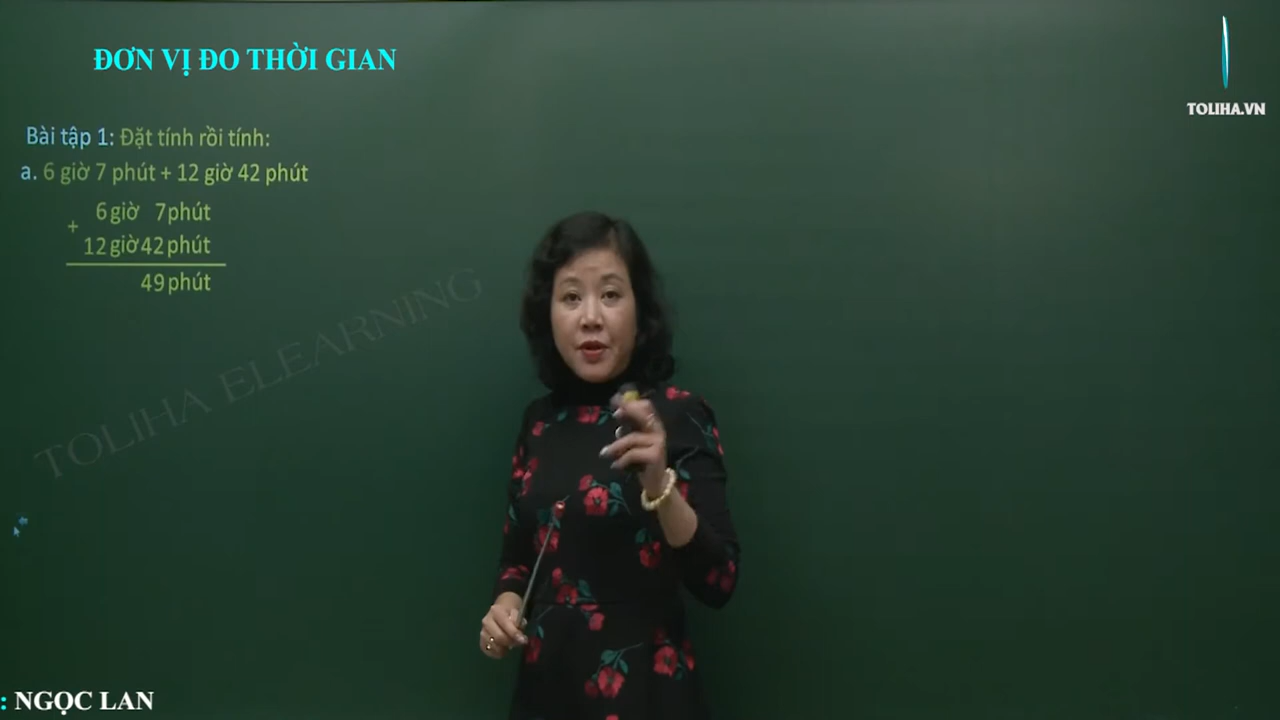 ĐƠN VỊ ĐO THỜI GIAN
TOLIHA.VN
Bài tập 1: Đặt tính rồi tính:
a. 6 giờ 7 phút + 12 giờ 42 phút
6 giờ 7 phút
+
12 giờ 42 phút
49 phút
TOLIHA ELEARNING
: NGỌC LAN